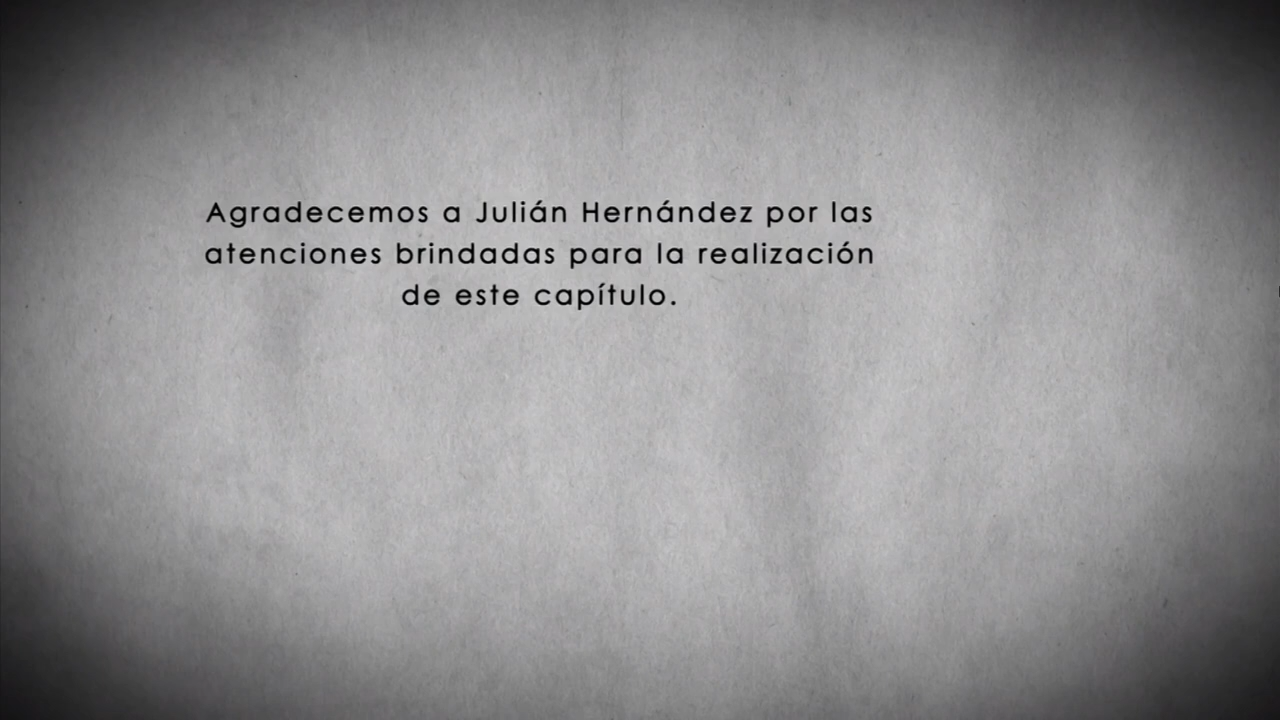 Agradecemos a Julián Hernández por las
atenciones brindadas para la realización
de este capítulo.